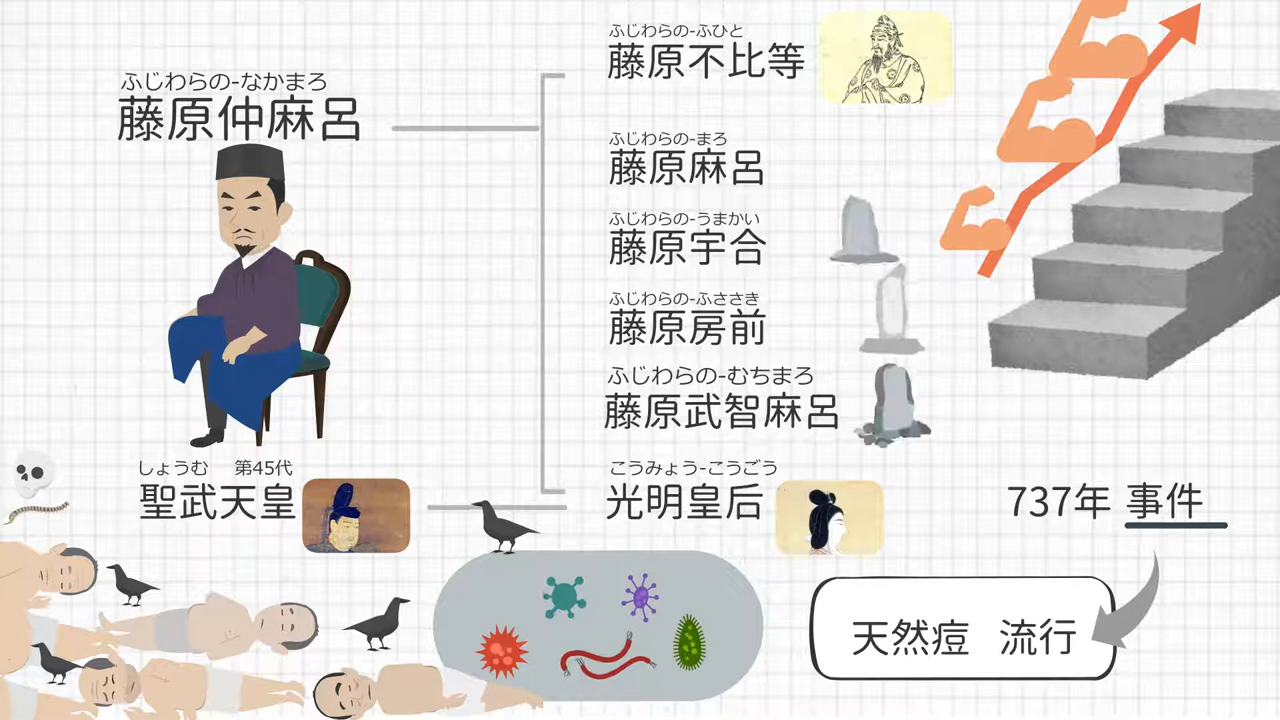 ふじわらの-なかまろ
藤原仲麻呂
ふじわらの-ふひと
藤原不比等
ふじわらの-まろ
藤原麻呂
ふじわらの-うまかい
藤原宇合
ふじわらの-ふささき
藤原房前
ふじわらの-むちまろ
藤原武智麻呂
しょうむ 第45代
聖武天皇
こうみょう-こうごう
光明皇后
737年 事件
天然痘 流行